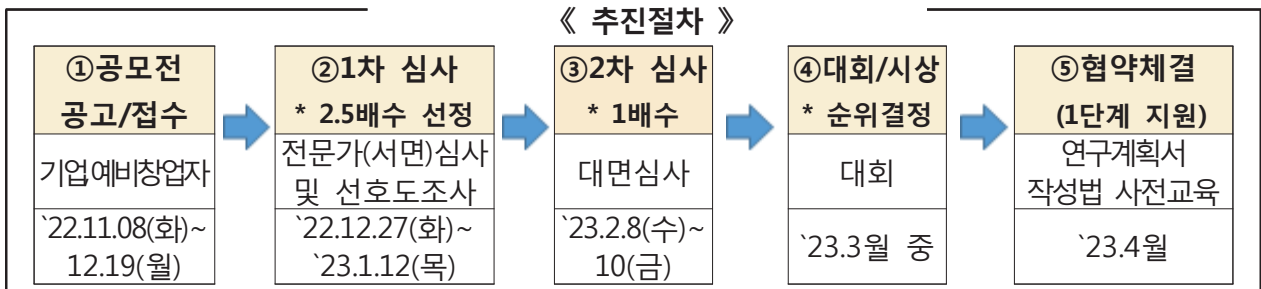 《 추진절차 》
①공모전
공고/접수
기업,예비창업자
`22.11.08(화)~
12.19(월)
②1차 심사
* 2.5배수 선정
전문가(서면)심사
및 선호도조사
`22.12.27(화)~
`23.1.12(목)
③2차 심사
* 1배수
대면심사
`23.2.8(수)~
10(금)
④대회/시상
* 순위결정
대회
`23.3월 중
⑤협약체결
(1단계 지원)
연구계획서
작성법 사전교육
`23.4월